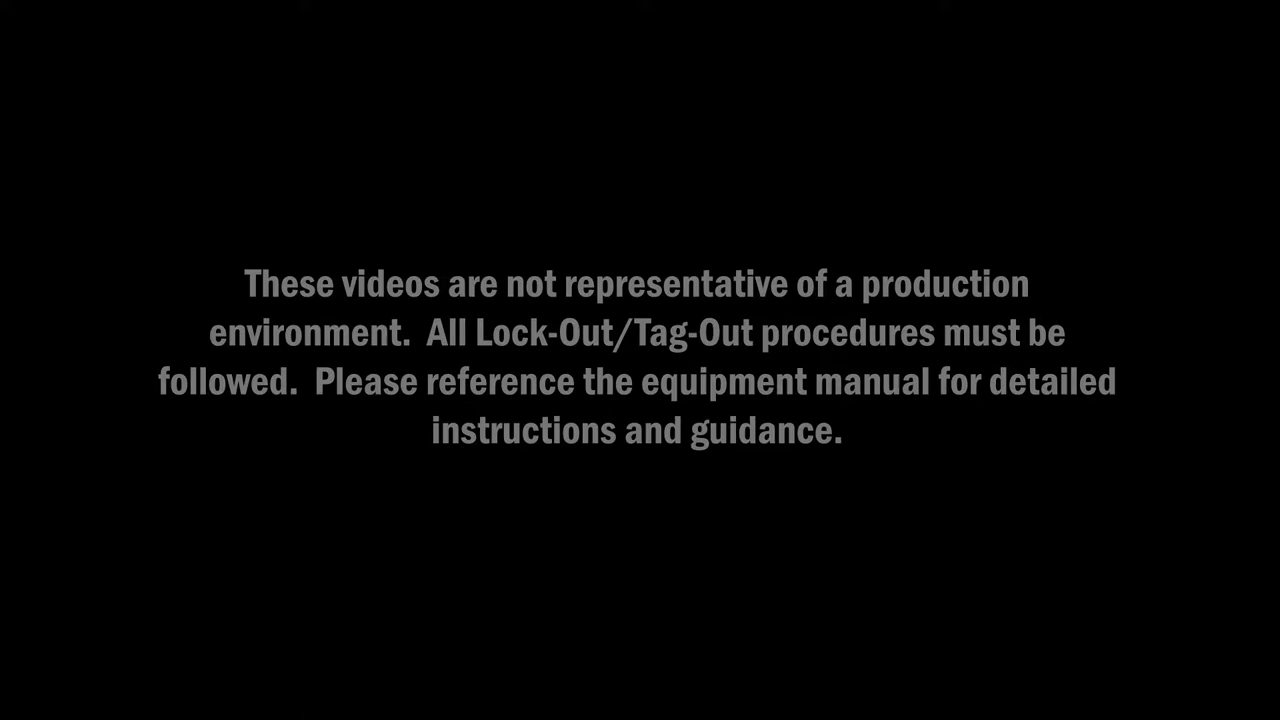 These videos are not representative of a production
environment.  All Lock-Out/Tag-Out procedures must be
followed.  Please reference the equipment manual for detailed
instructions and guidance.